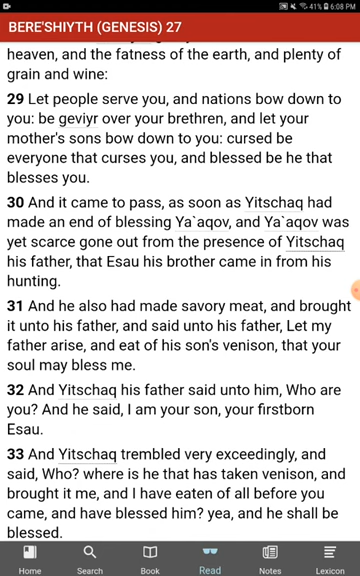 41% 6:08 PM
BERE'SHIYTH (GENESIS) 27
heaven, and the fatness of the earth, and plenty of
grain and wine:
29 Let people serve you, and nations bow down to
you: be geviyr over your brethren, and let your
mother's sons bow down to you: cursed be
everyone that curses you, and blessed be he that
blesses you.
30 And it came to pass, as soon as Yitschaq had
made an end of blessing Ya`aqov, and Ya`aqov was
yet scarce gone out from the presence of Yitschaq
his father, that Esau his brother came in from his
hunting.
31 And he also had made savory meat, and brought
it unto his father, and said unto his father, Let my
father arise, and eat of his son's venison, that your
soul may bless me.
32 And Yitschaq his father said unto him, Who are
you? And he said, I am your son, your firstborn
Esau.
33 And Yitschaq trembled very exceedingly, and
said, Who? where is he that has taken venison, and
brought it me, and I have eaten of all before you
came, and have blessed him? yea, and he shall be
blessed.
Home Search Book Read Notes Lexicon